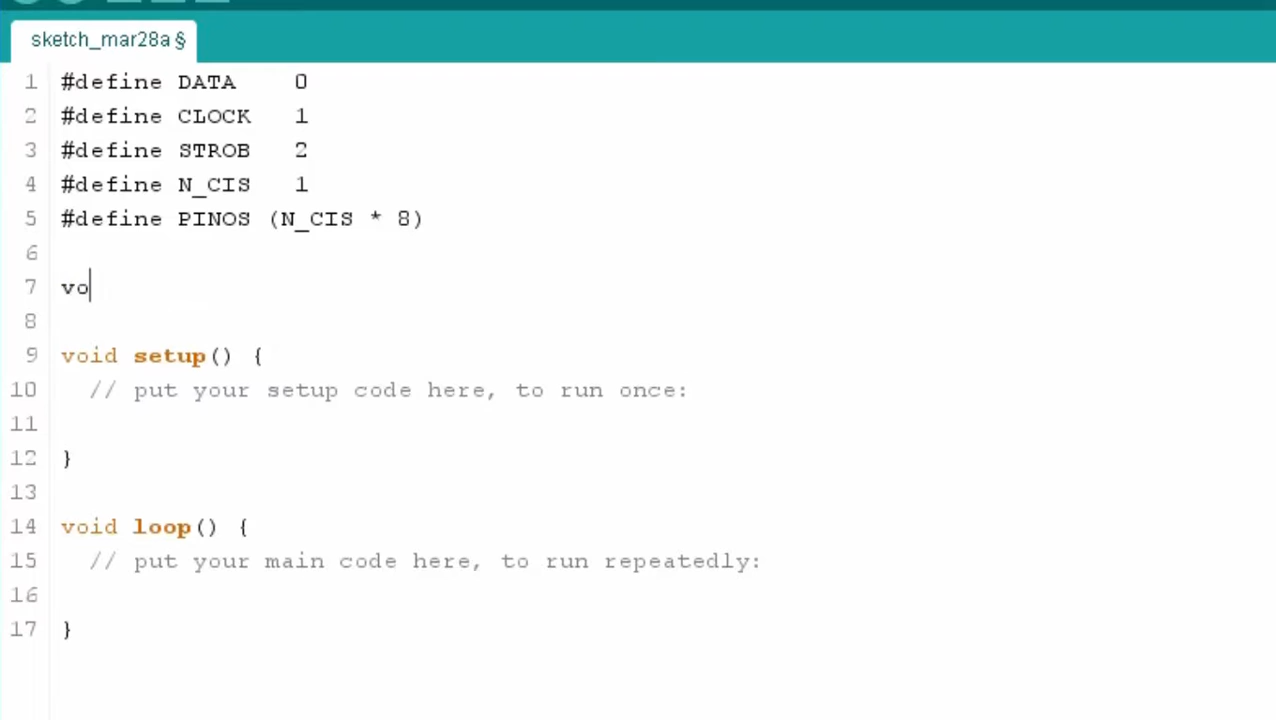 sketch_mar28a §
1 #define DATA 0
2 #define CLOCK 1
3 #define STROB 2
4 #define N_CIS 1
5 #define PINOS (N_CIS * 8)
6
7 vo
8
9 void setup() {
10 // put your setup code here, to run once:
11
12 }
13
14 void loop() {
15 // put your main code here, to run repeatedly:
16
17 }